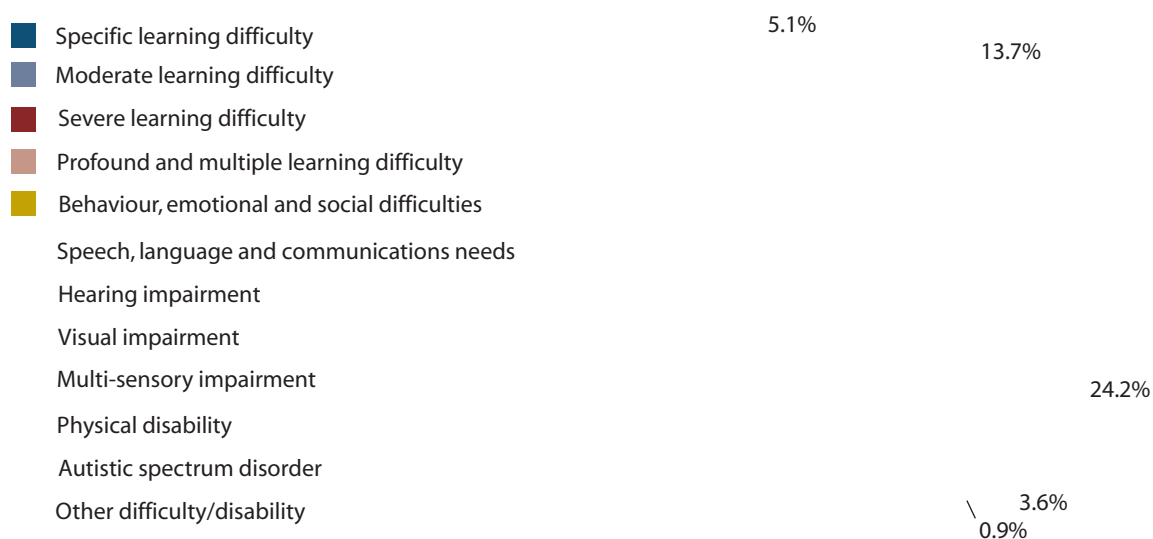 Specific learning difficulty
Moderate learning difficulty
Severe learning difficulty
Profound and multiple learning difficulty
Behaviour, emotional and social difficulties
Speech, language and communications needs
Hearing impairment
Visual impairment
Multi-sensory impairment
Physical disability
Autistic spectrum disorder
Other difficulty/disability
5.1%
13.7%
24.2%
3.6%
0.9%